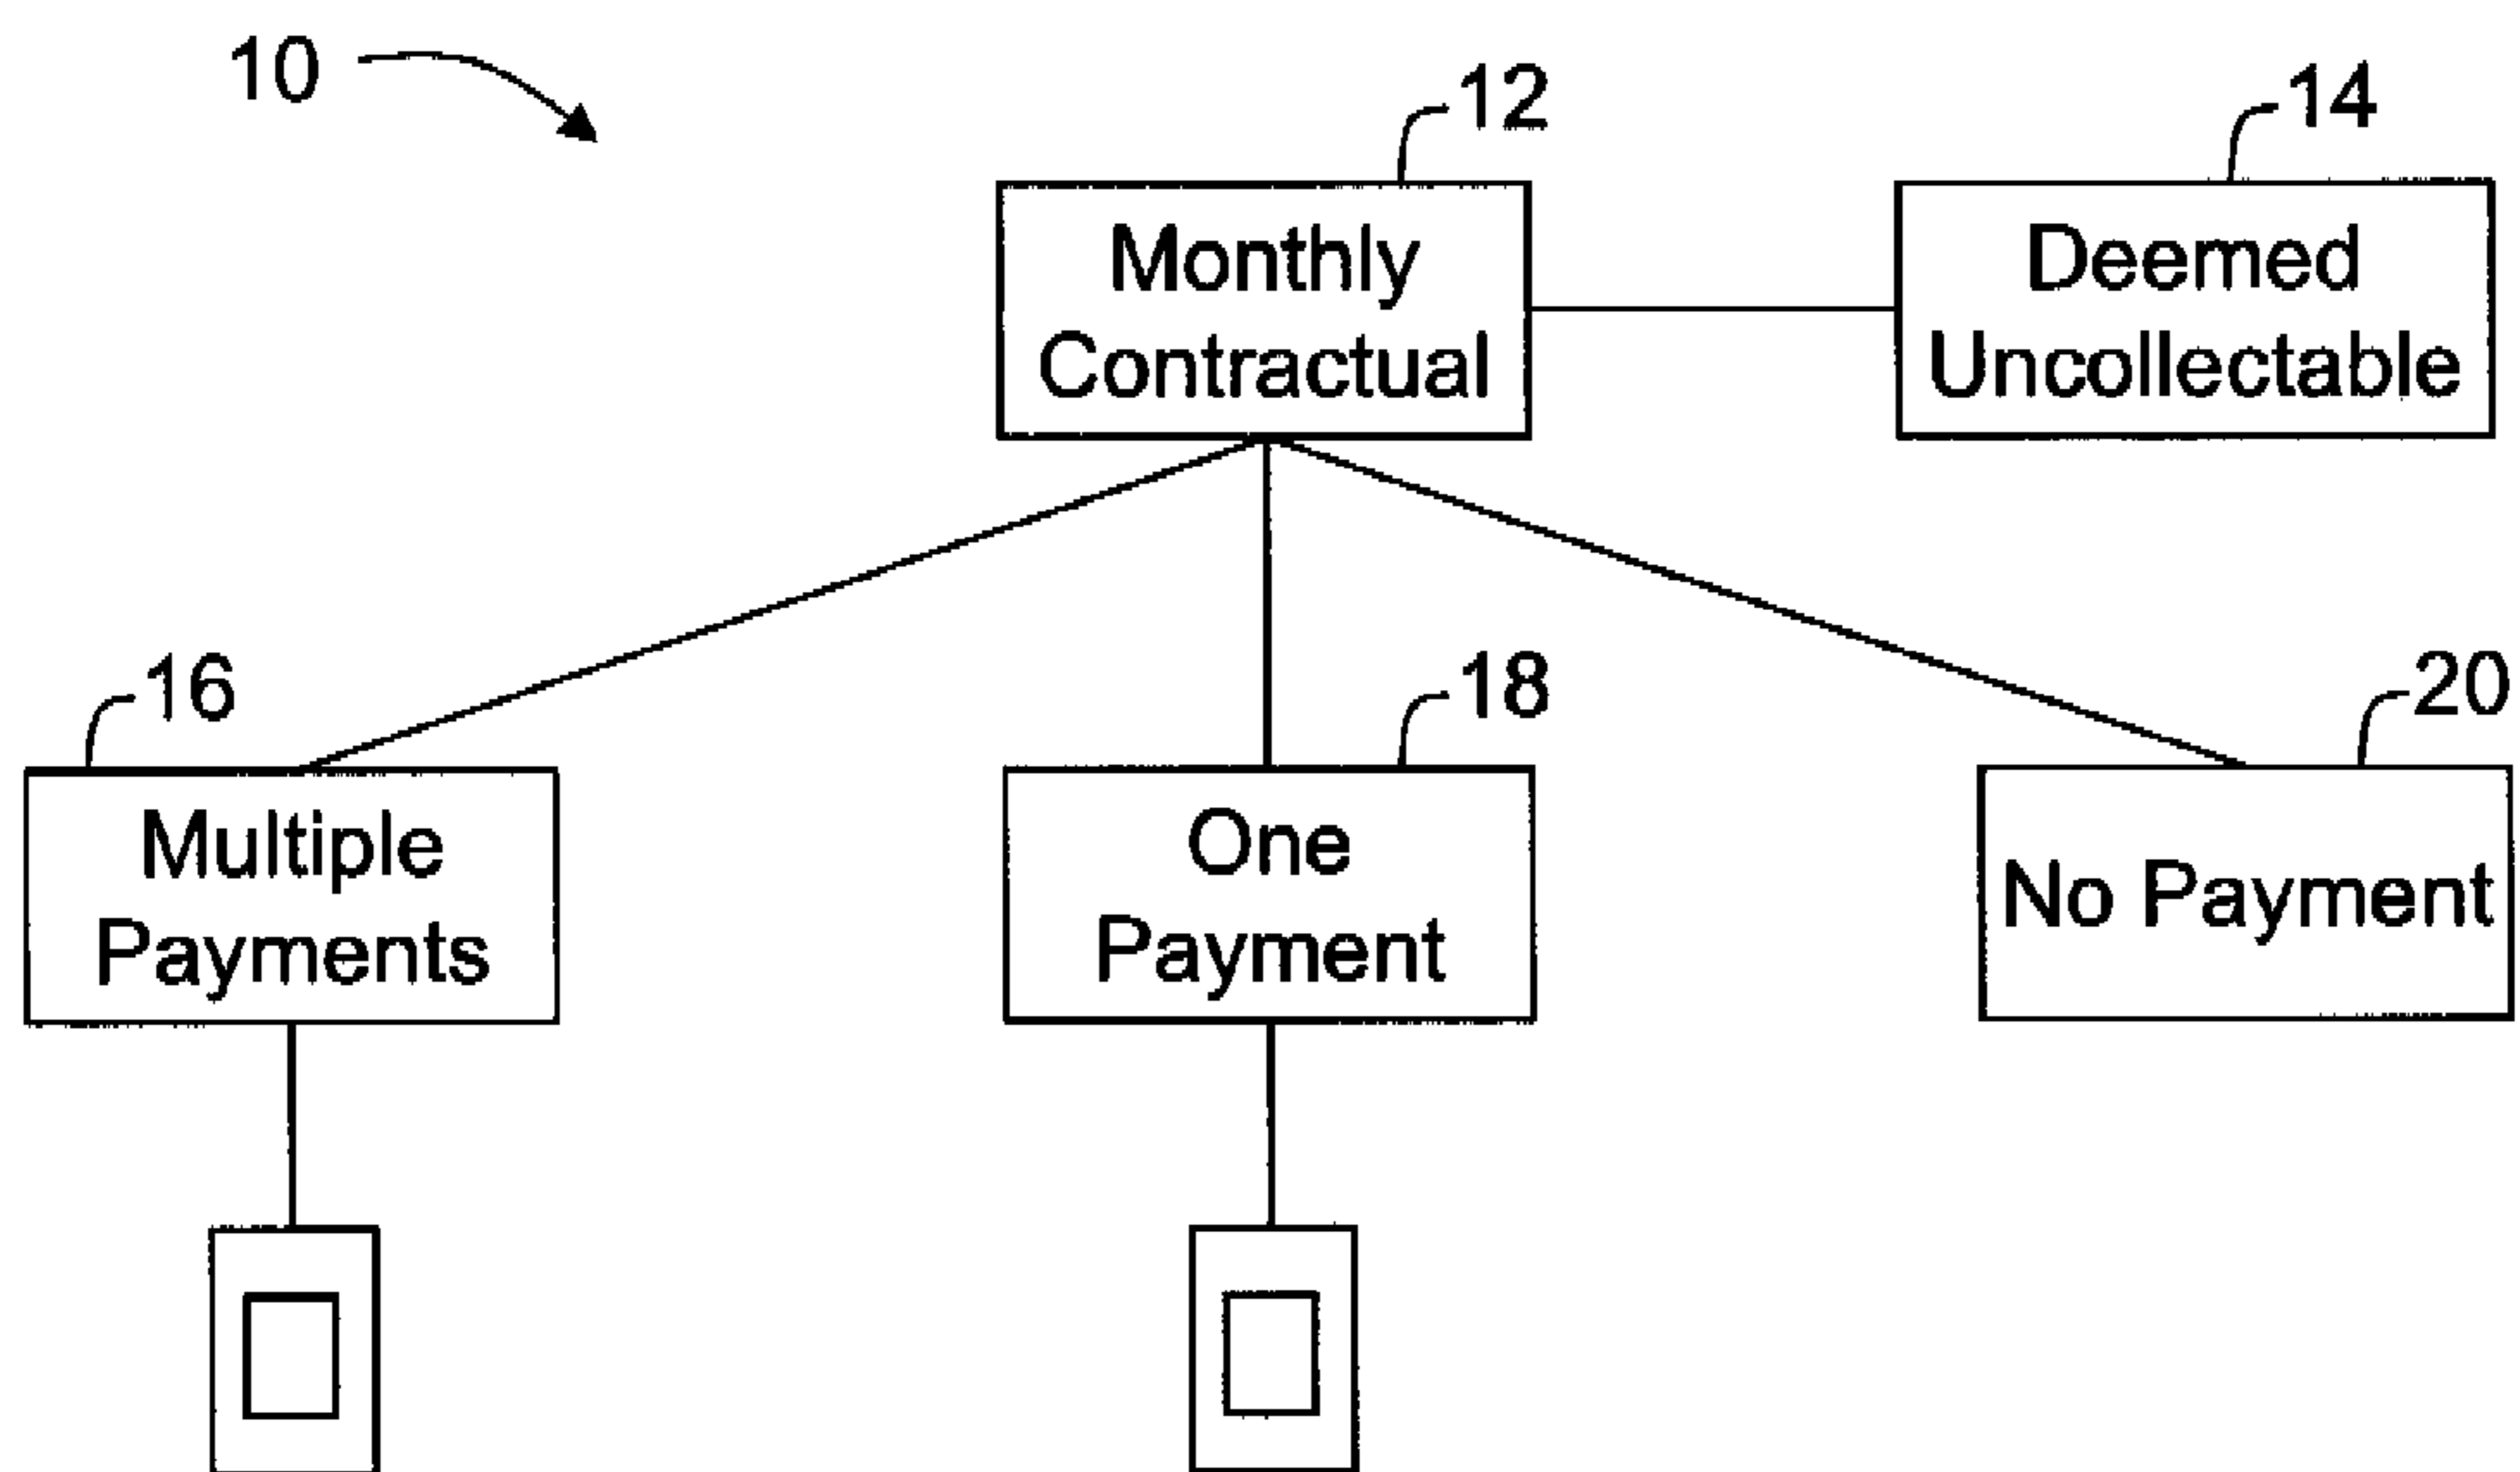 10
12
14
Monthly
Contractual
Deemed
Uncollectable
16
18
20
Multiple
Payments
One
Payment
No Payment